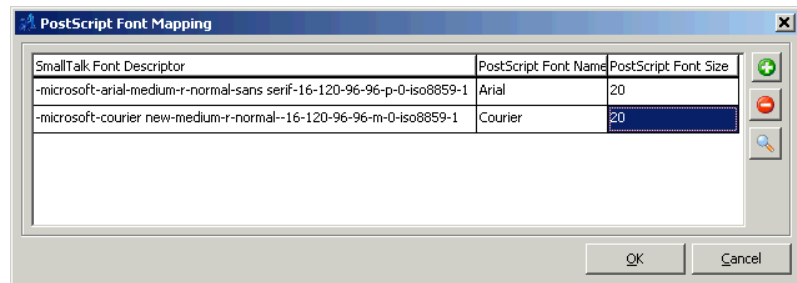 PostScript Font Mapping
SmallTalk Font Descriptor PostScript Font Name PostScript Font Size
-microsoft-arial-medium-r-normal-sans serif-16-120-96-96-p-0-iso8859-1 Arial 20
-microsoft-courier new-medium-r-normal--16-120-96-96-m-0-iso8859-1 Courier 20
OK Cancel